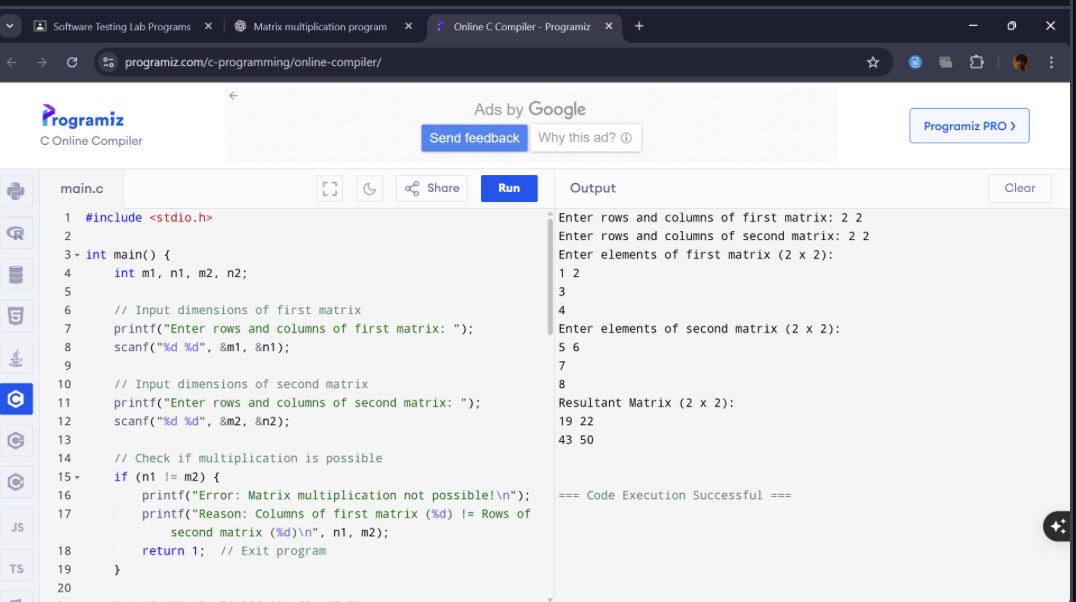 Software Testing Lab Programs
Matrix multiplication program
Online C Compiler - Programiz
programiz.com/c-programming/online-compiler/
Programiz
C Online Compiler
Ads by Google
Send feedback
Why this ad?
Programiz PRO
main.c
Share
Run
Output
Clear
1 #include <stdio.h>
2
3 int main() {
4 int m1, n1, m2, n2;
5
6 // Input dimensions of first matrix
7 printf("Enter rows and columns of first matrix: ");
8 scanf("%d %d", &m1, &n1);
9
10 // Input dimensions of second matrix
11 printf("Enter rows and columns of second matrix: ");
12 scanf("%d %d", &m2, &n2);
13
14 // Check if multiplication is possible
15 if (n1 != m2) {
16 printf("Error: Matrix multiplication not possible!\n");
17 printf("Reason: Columns of first matrix (%d) != Rows of
second matrix (%d)\n", n1, m2);
18 return 1; // Exit program
19 }
20
JS
TS
Enter rows and columns of first matrix: 2 2
Enter rows and columns of second matrix: 2 2
Enter elements of first matrix (2 x 2):
1 2
3
4
Enter elements of second matrix (2 x 2):
5 6
7
8
Resultant Matrix (2 x 2):
19 22
43 50
=== Code Execution Successful ===